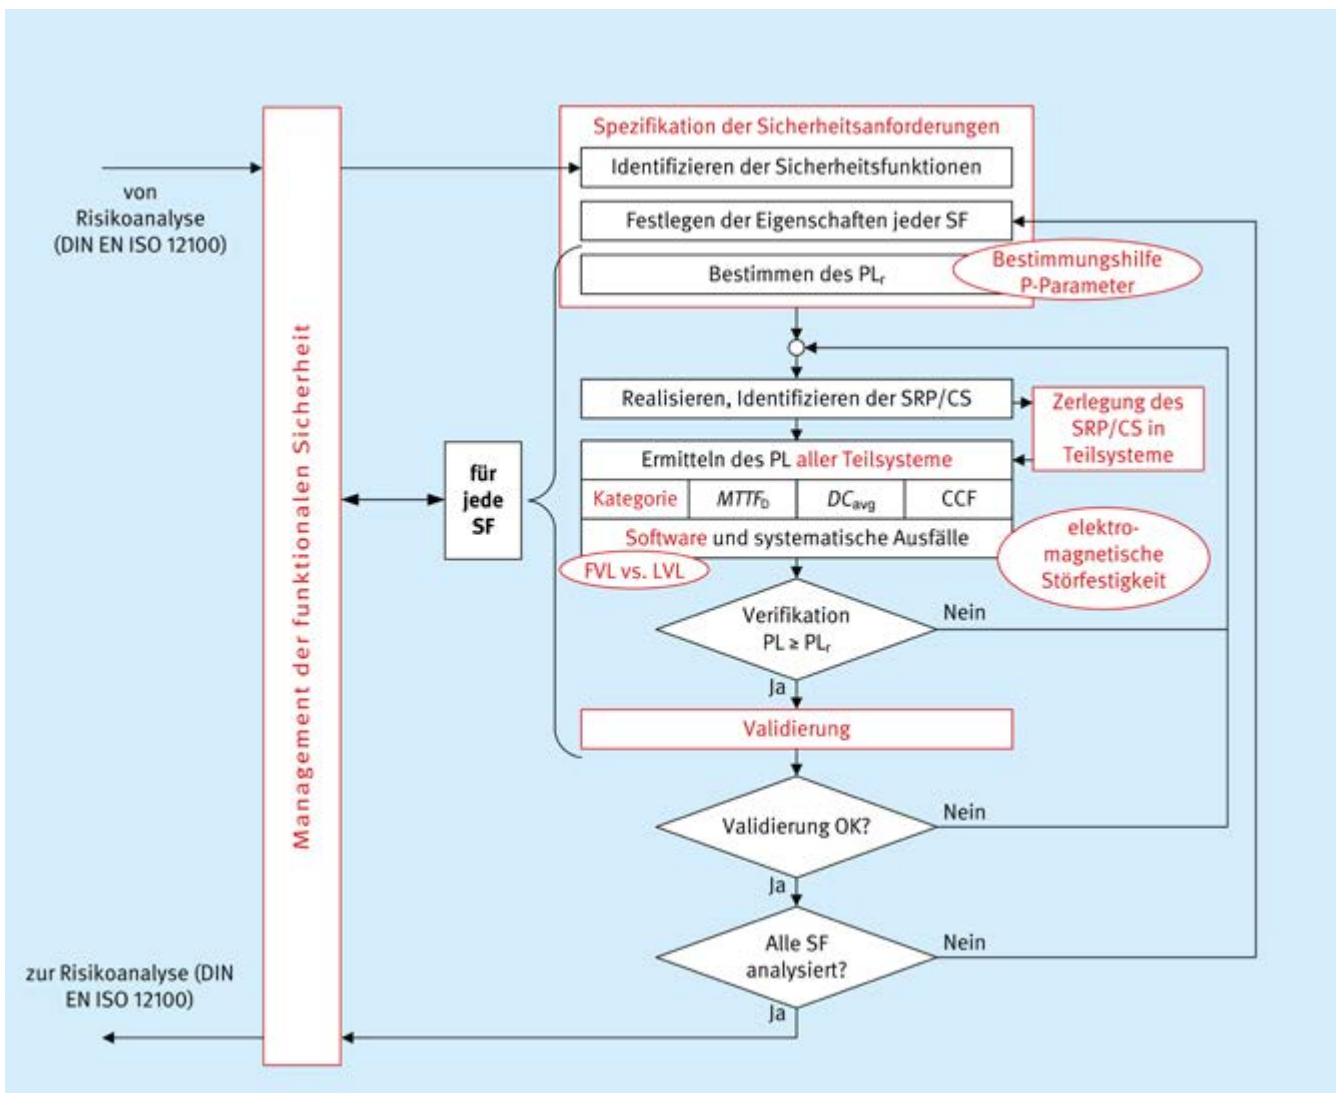 Spezifikation der Sicherheitsanforderungen
Identifizieren der Sicherheitsfunktionen
von
Risikoanalyse
(DIN EN ISO 12100)
Festlegen der Eigenschaften jeder SF
Bestimmen des PLr
Bestimmungshilfe
P-Parameter
Management der funktionalen Sicherheit
Realisieren, Identifizieren der SRP/CS
Zerlegung des
SRP/CS in
Teilsysteme
für
jede
SF
Ermitteln des PL aller Teilsysteme
Kategorie MTTFD DCavg CCF
Software und systematische Ausfälle
FVL vs. LVL
elektro-
magnetische
Störfestigkeit
Verifikation
PL ≥ PLr
Nein
Ja
Validierung
Validierung OK?
Nein
Ja
Alle SF
analysiert?
Nein
Ja
zur Risikoanalyse (DIN
EN ISO 12100)